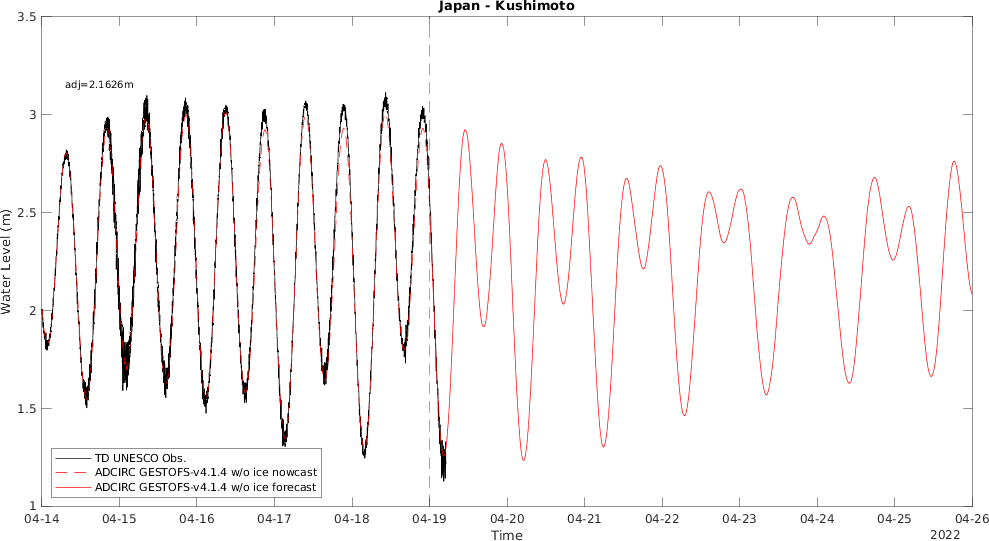 Japan - Kushimoto
3.5
adj=2.1626m
3
2.5
2
1.5
1
Water Level (m)
TD UNESCO Obs.
ADCIRC GESTOFS-v4.1.4 w/o ice nowcast
ADCIRC GESTOFS-v4.1.4 w/o ice forecast
04-14 04-15 04-16 04-17 04-18 04-19 04-20 04-21 04-22 04-23 04-24 04-25 04-26
Time
2022